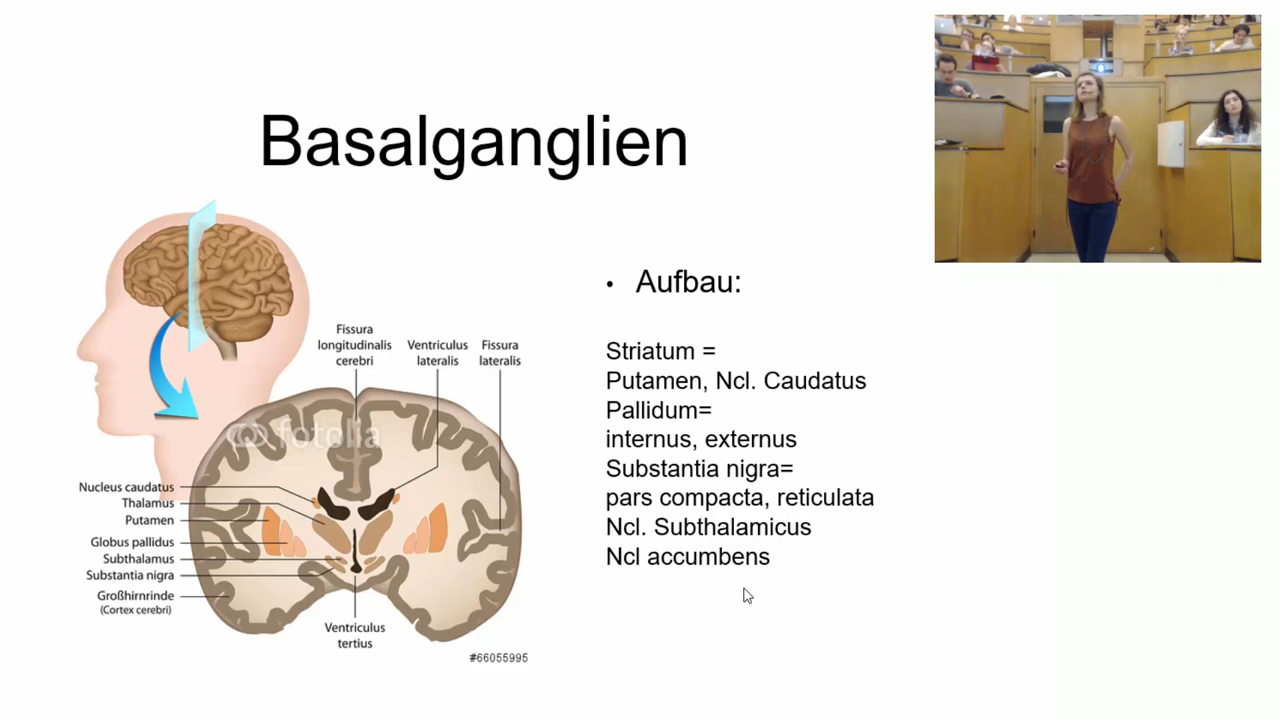 Basalganglien
• Aufbau:
Striatum =
Putamen, Ncl. Caudatus
Pallidum=
internus, externus
Substantia nigra=
pars compacta, reticulata
Ncl. Subthalamicus
Ncl accumbens
Fissura
longitudinalis
cerebri
Ventriculus
lateralis
Fissura
lateralis
fotolia
Nucleus caudatus
Thalamus
Putamen
Globus pallidus
Subthalamus
Substantia nigra
Großhirnrinde
(Cortex cerebri)
Ventriculus
tertius
#66055995